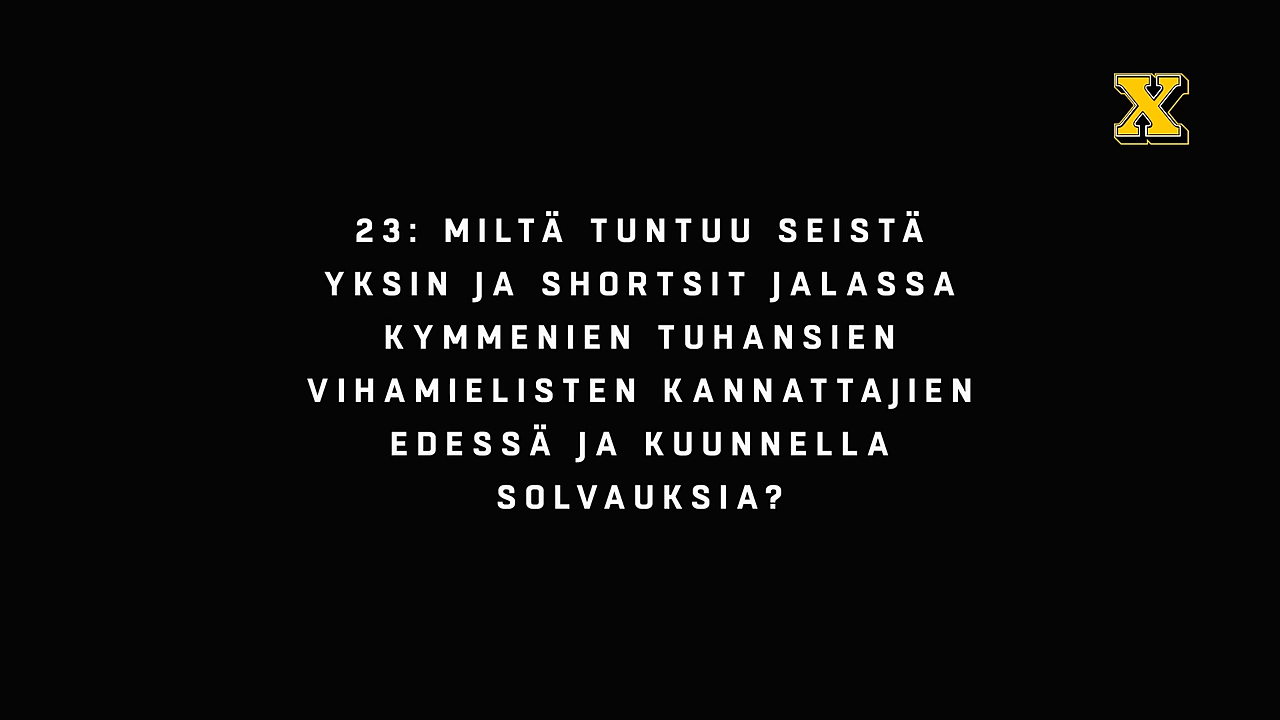 X
23: MILTÄ TUNTUU SEISTÄ
YKSIN JA SHORTSIT JALASSA
KYMMENIEN TUHANSIEN
VIHAMIELISTEN KANNATTAJIEN
EDESSÄ JA KUUNNELLA
SOLVAUKSIA?